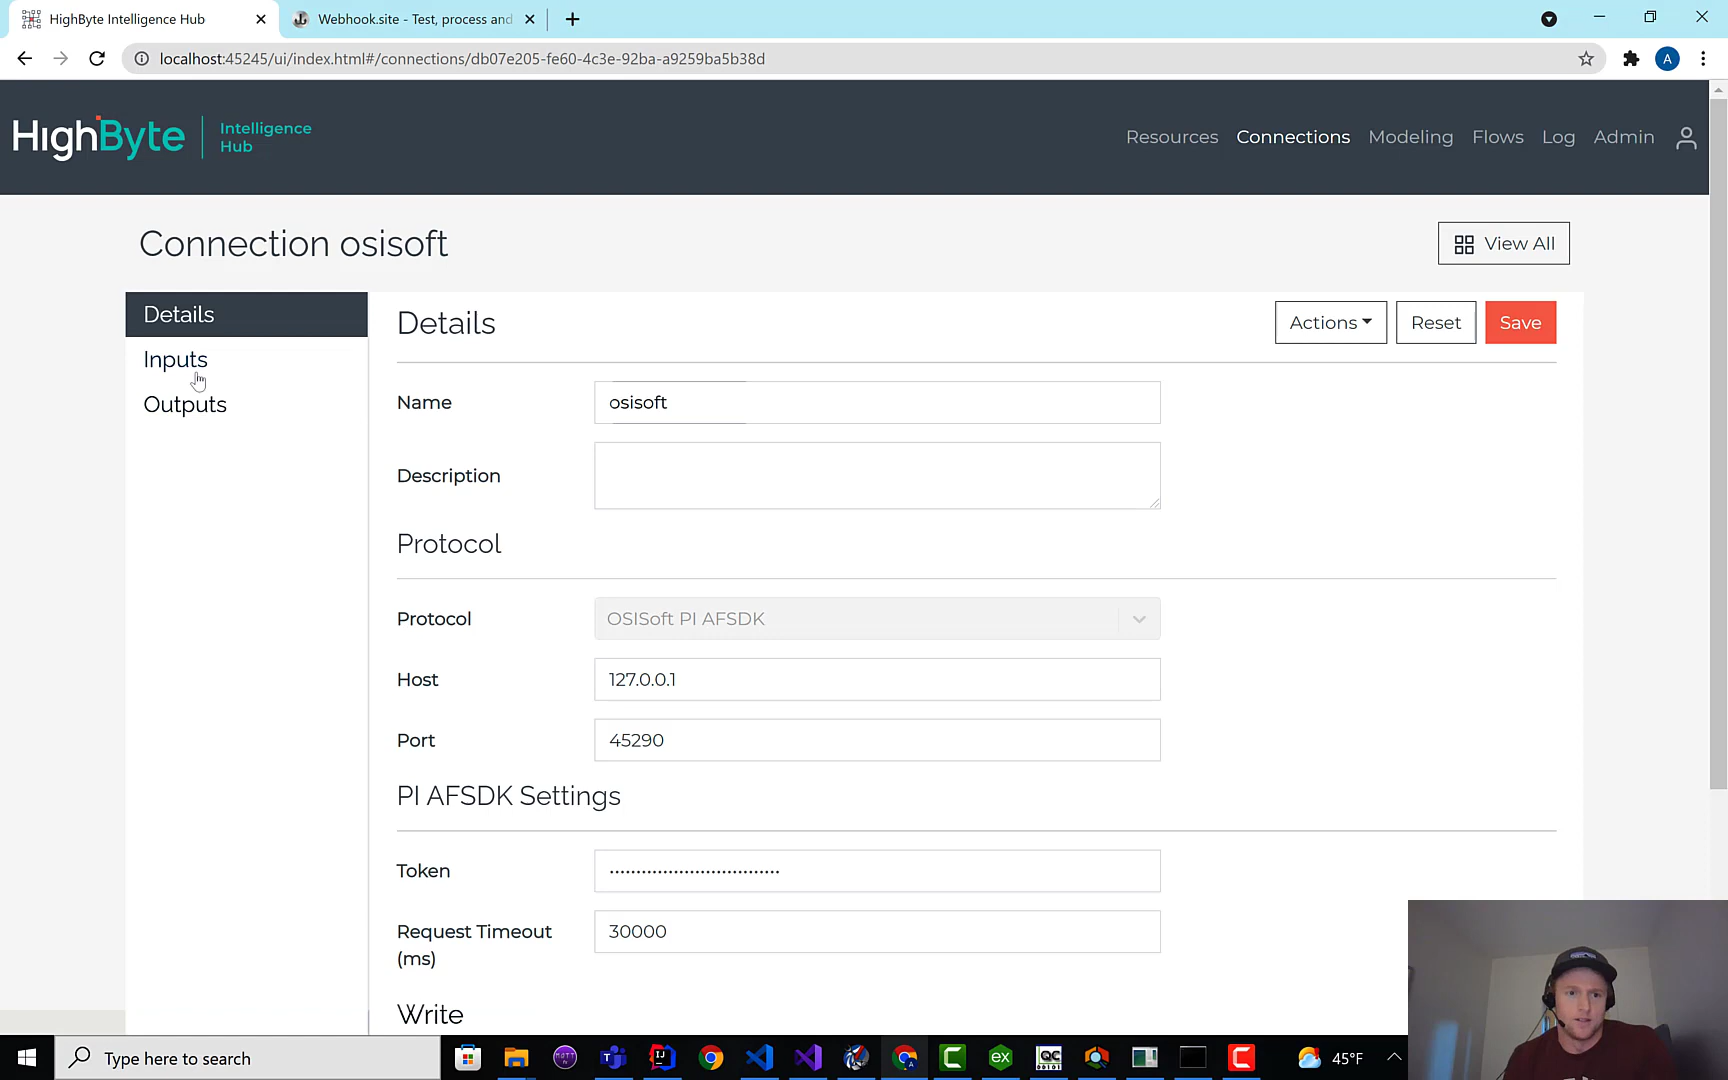 HighByte Intelligence Hub
Webhook.site - Test, process and
localhost:45245/ui/index.html#/connections/db07e205-fe60-4c3e-92ba-a9259ba5b38d
A
HighByte
Intelligence
Hub
Resources
Connections
Modeling
Flows
Log
Admin
Connection osisoft
View All
Details
Inputs
Outputs
Details
Actions
Reset
Save
Name
osisoft
Description
Protocol
Protocol
OSISoft PI AFSDK
Host
127.0.0.1
Port
45290
PI AFSDK Settings
Token
Request Timeout
(ms)
30000
Write
Type here to search
45°F